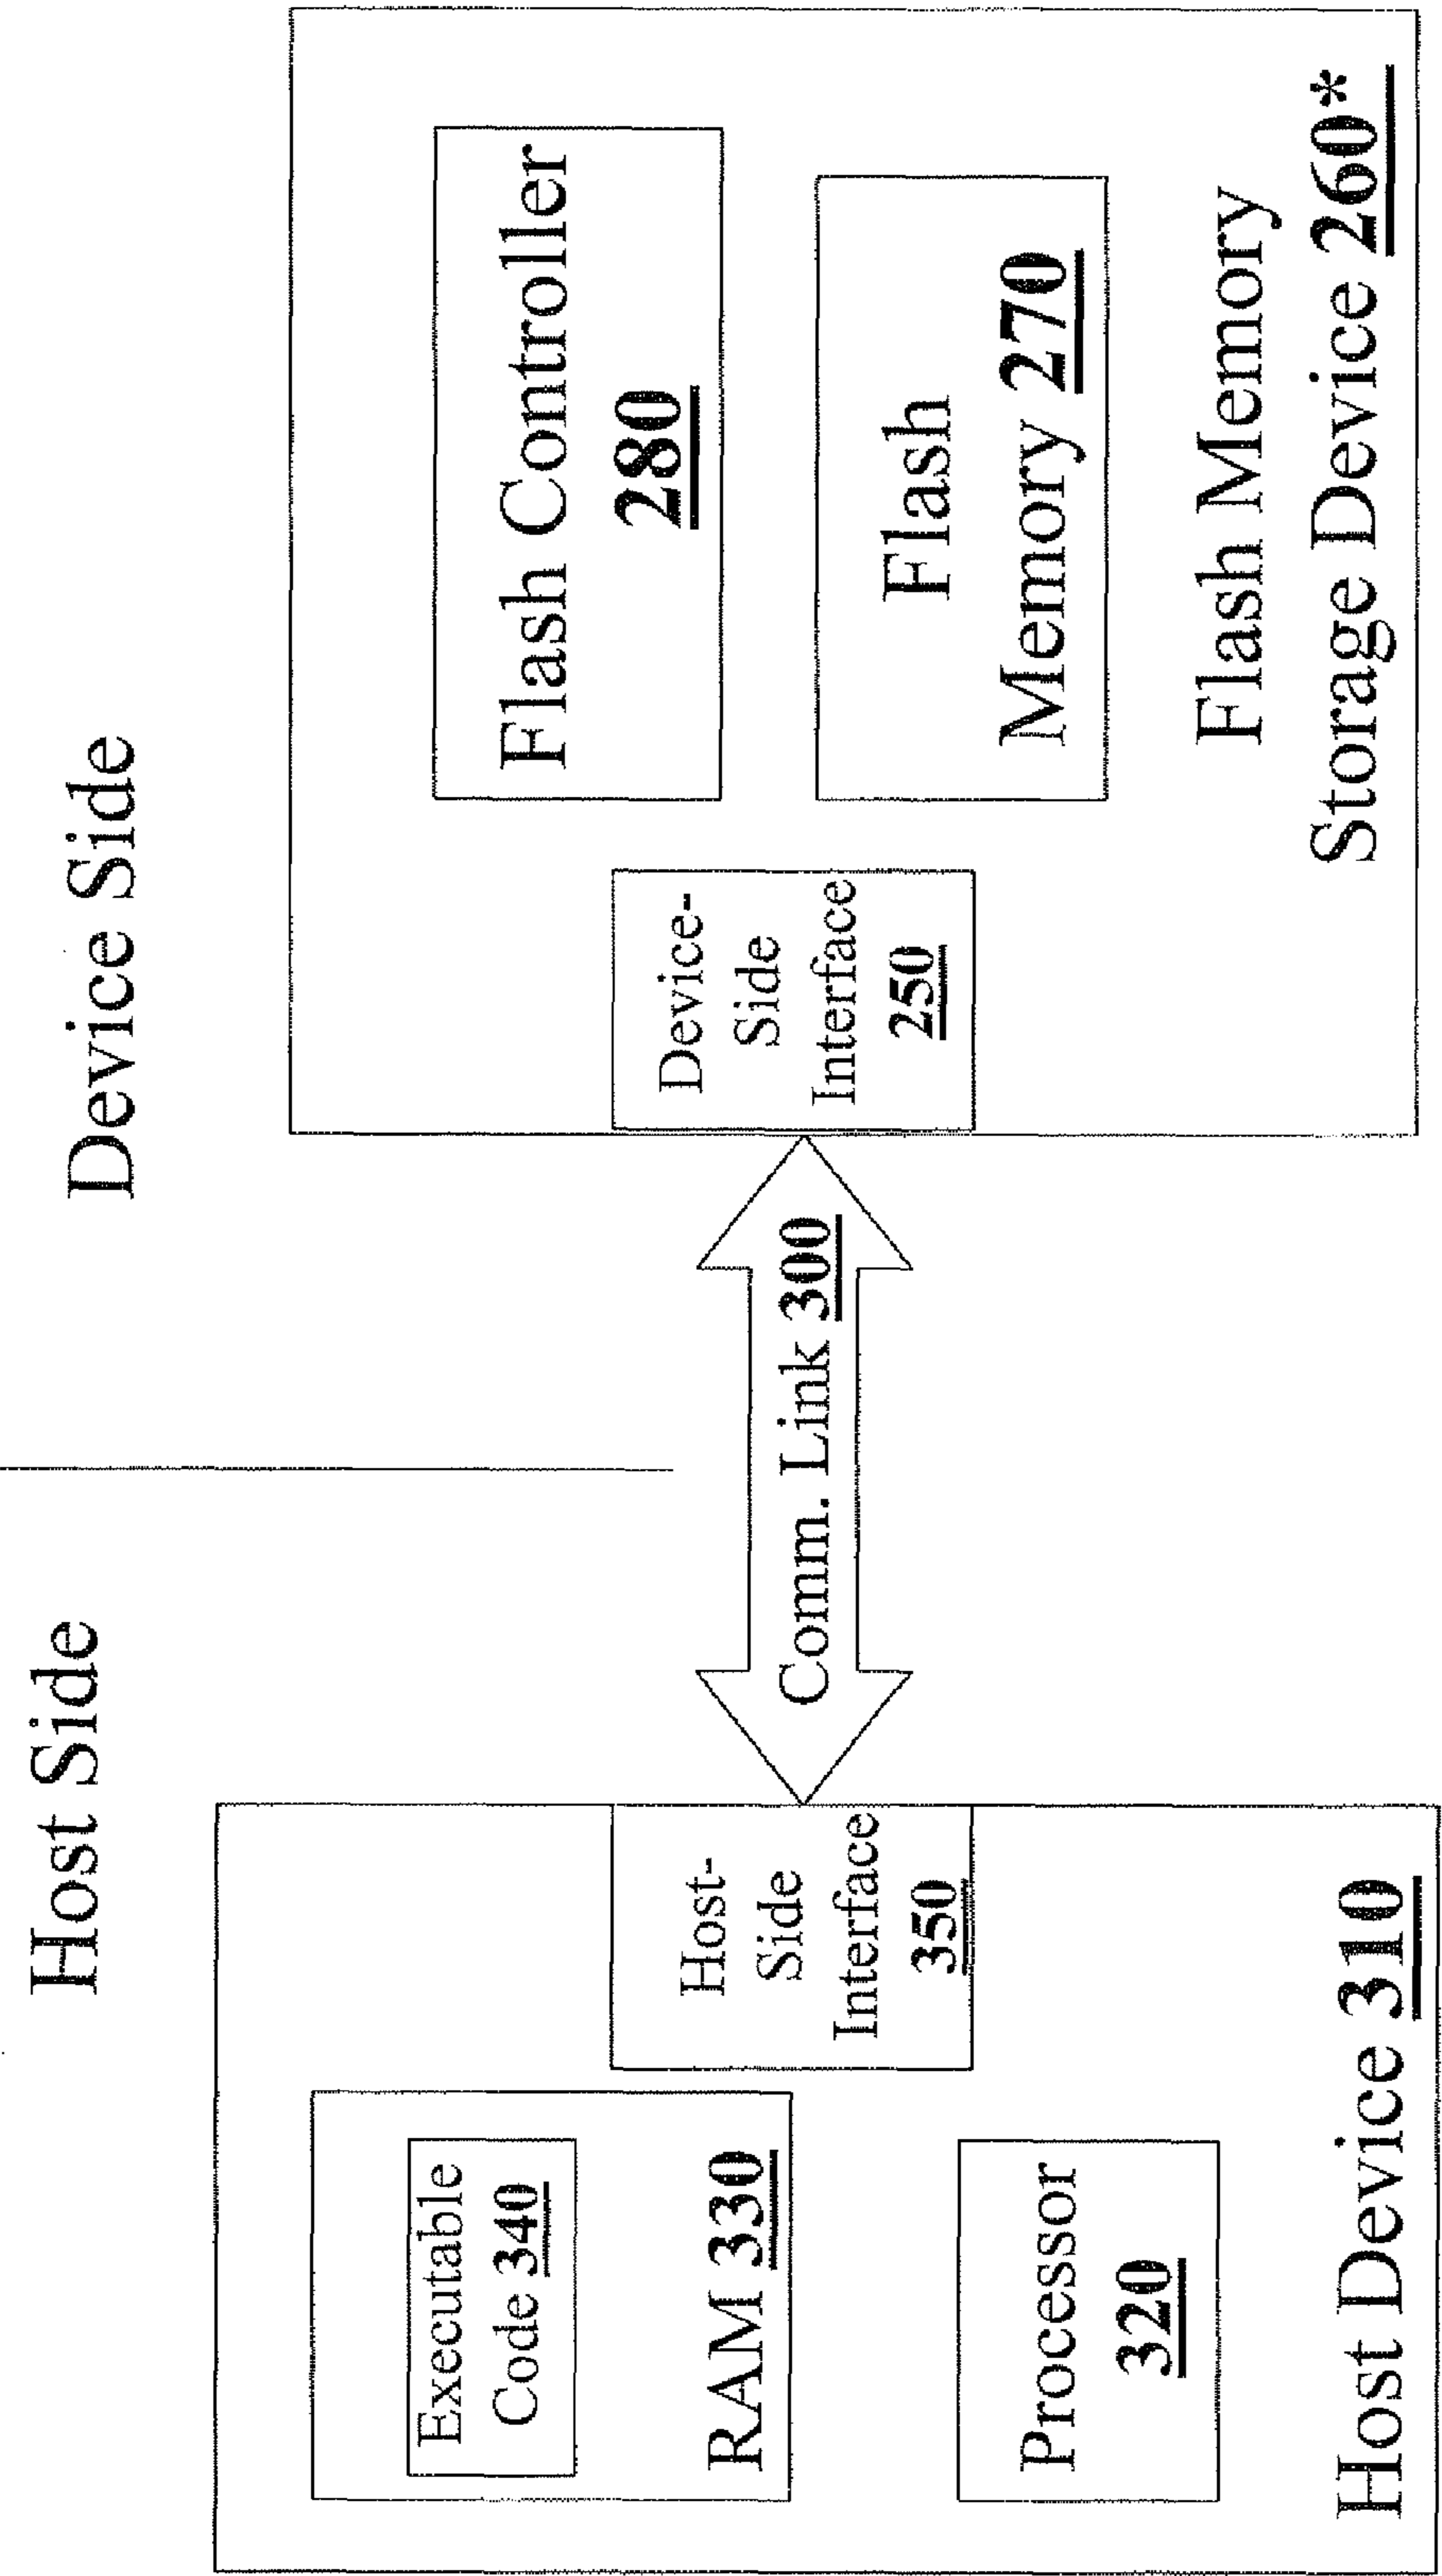 Host Side
Device Side
Executable
Code 340
RAM 330
Processor
320
Host-
Side
Interface
350
Host Device 310
Comm. Link 300
Device-
Side
Interface
250
Flash Controller
280
Flash
Memory 270
Flash Memory
Storage Device 260*